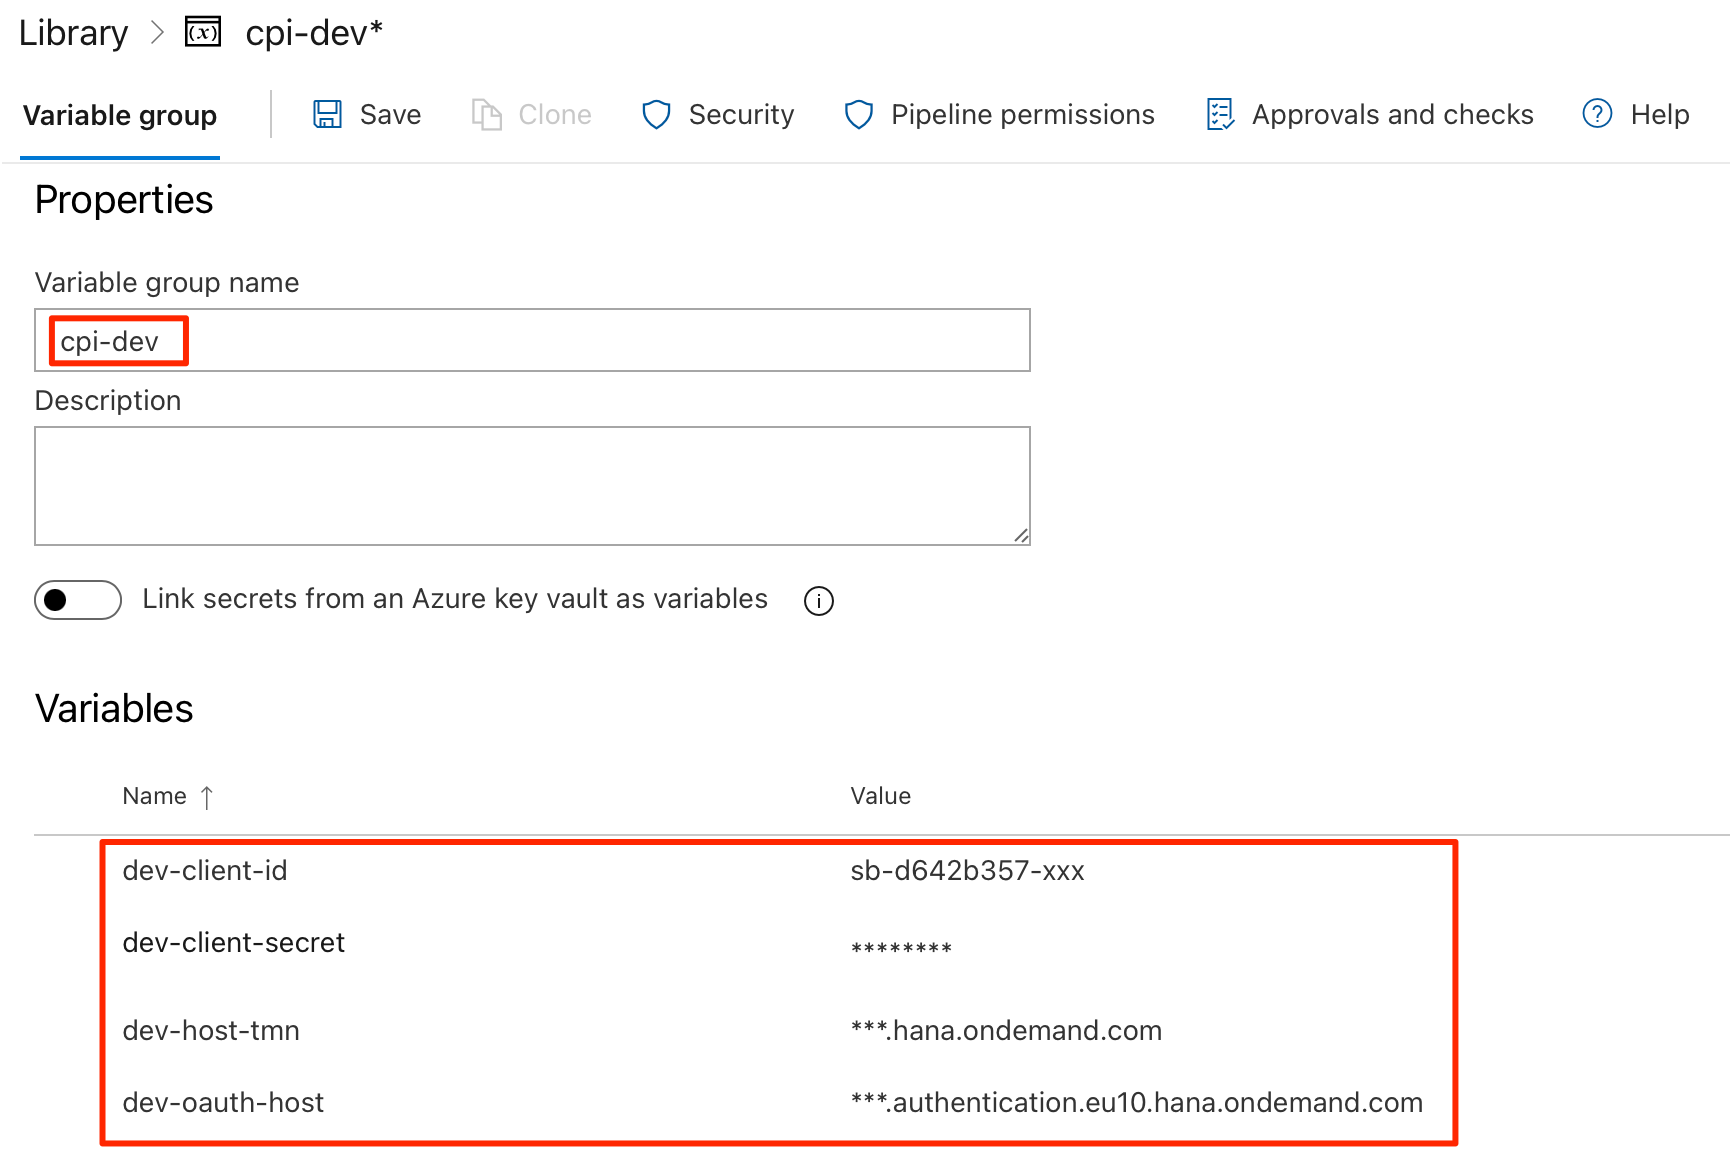 Library > (x) cpi-dev*
Variable group Save Clone Security Pipeline permissions Approvals and checks ? Help
Properties
Variable group name
cpi-dev
Description
Link secrets from an Azure key vault as variables i
Variables
Name ↑ Value
dev-client-id sb-d642b357-xxx
dev-client-secret ********
dev-host-tmn ***.hana.ondemand.com
dev-oauth-host ***.authentication.eu10.hana.ondemand.com